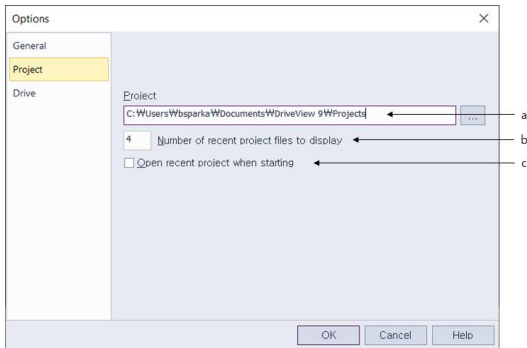 Options
General
Project
Drive
Project
C:₩Users₩bsparka₩Documents₩DriveView 9₩Projects
...
a
4 Number of recent project files to display
b
Open recent project when starting
c
OK Cancel Help